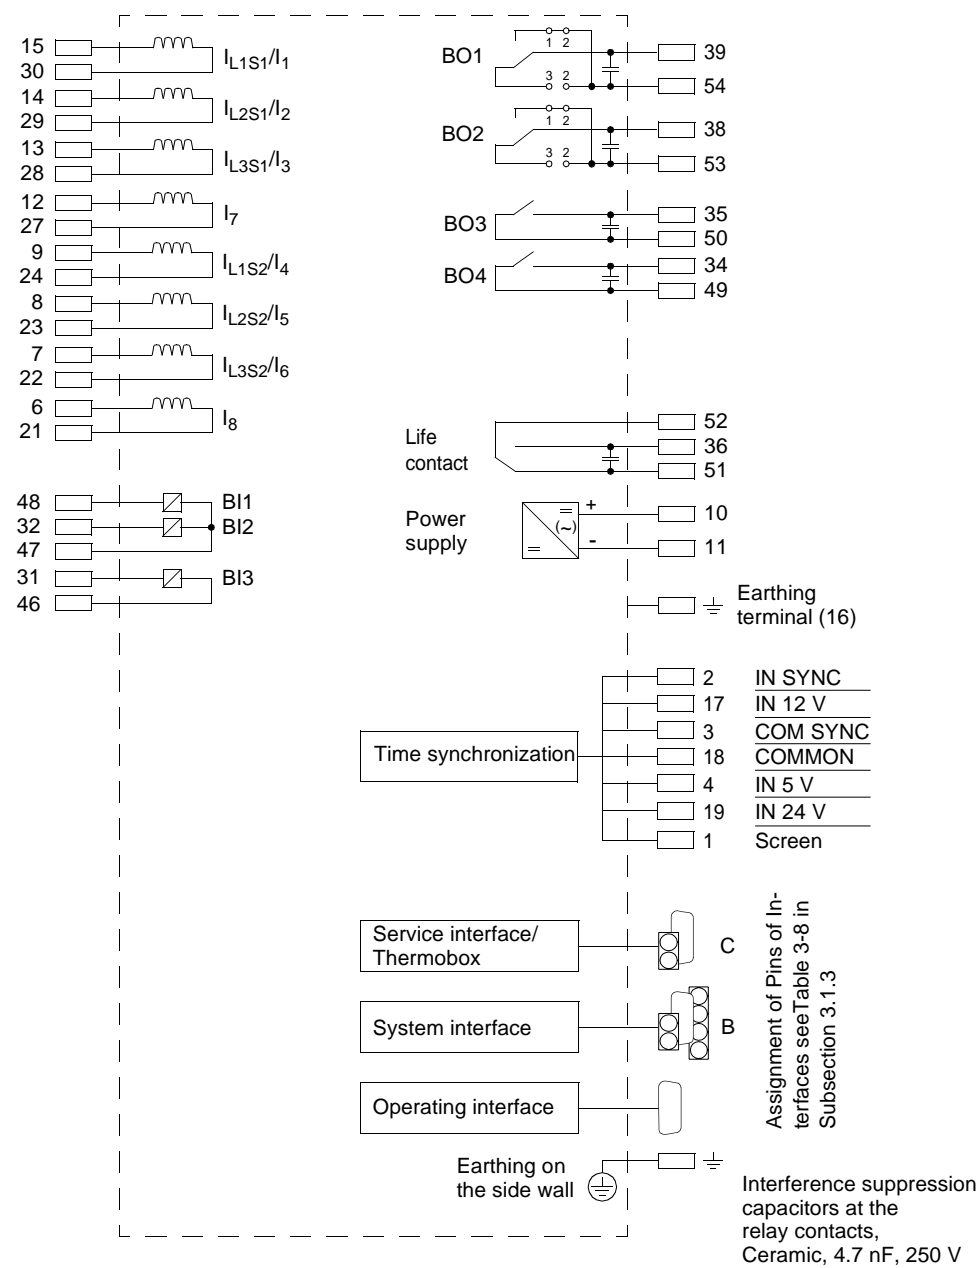 15
30
I_L1S1/I_1
14
29
I_L2S1/I_2
13
28
I_L3S1/I_3
12
27
I_7
9
24
I_L1S2/I_4
8
23
I_L2S2/I_5
7
22
I_L3S2/I_6
6
21
I_8
48
BI1
32
BI2
47
31
BI3
46
BO1
1 2
3 2
39
54
BO2
1 2
3 2
38
53
BO3
35
50
BO4
34
49
Life
contact
52
36
51
Power
supply
=
(~)
=
+
-
10
11
Earthing
terminal (16)
Time synchronization
2 IN SYNC
17 IN 12 V
3 COM SYNC
18 COMMON
4 IN 5 V
19 IN 24 V
1 Screen
Service interface/
Thermobox
C
System interface
B
Operating interface
Assignment of Pins of In-
terfaces seeTable 3-8 in
Subsection 3.1.3
Earthing on
the side wall
Interference suppression
capacitors at the
relay contacts,
Ceramic, 4.7 nF, 250 V